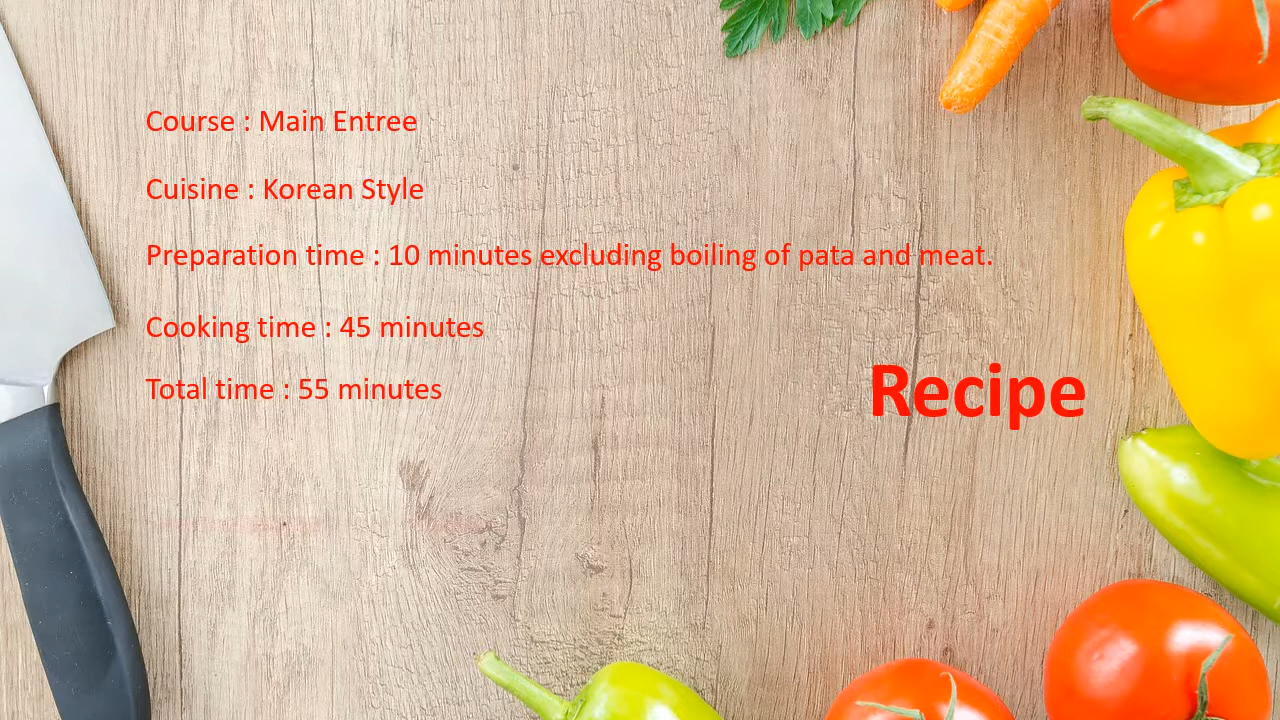 Course : Main Entree
Cuisine : Korean Style
Preparation time : 10 minutes excluding boiling of pata and meat.
Cooking time : 45 minutes
Total time : 55 minutes
Recipe